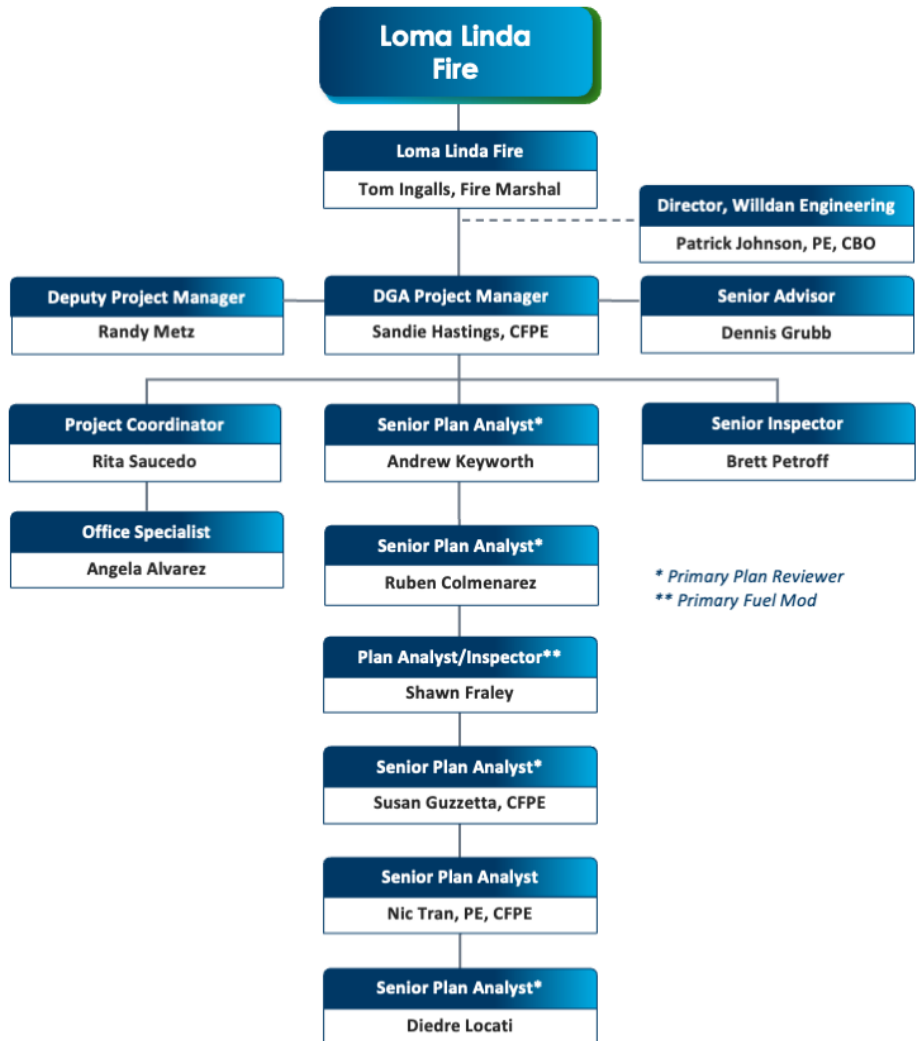 Loma Linda
Fire
Loma Linda Fire
Tom Ingalls, Fire Marshal
Director, Willdan Engineering
Patrick Johnson, PE, CBO
Deputy Project Manager
Randy Metz
DGA Project Manager
Sandie Hastings, CFPE
Senior Advisor
Dennis Grubb
Project Coordinator
Rita Saucedo
Senior Plan Analyst*
Andrew Keyworth
Senior Inspector
Brett Petroff
Office Specialist
Angela Alvarez
Senior Plan Analyst*
Ruben Colmenarez
* Primary Plan Reviewer
** Primary Fuel Mod
Plan Analyst/Inspector**
Shawn Fraley
Senior Plan Analyst*
Susan Guzzetta, CFPE
Senior Plan Analyst
Nic Tran, PE, CFPE
Senior Plan Analyst*
Diedre Locati